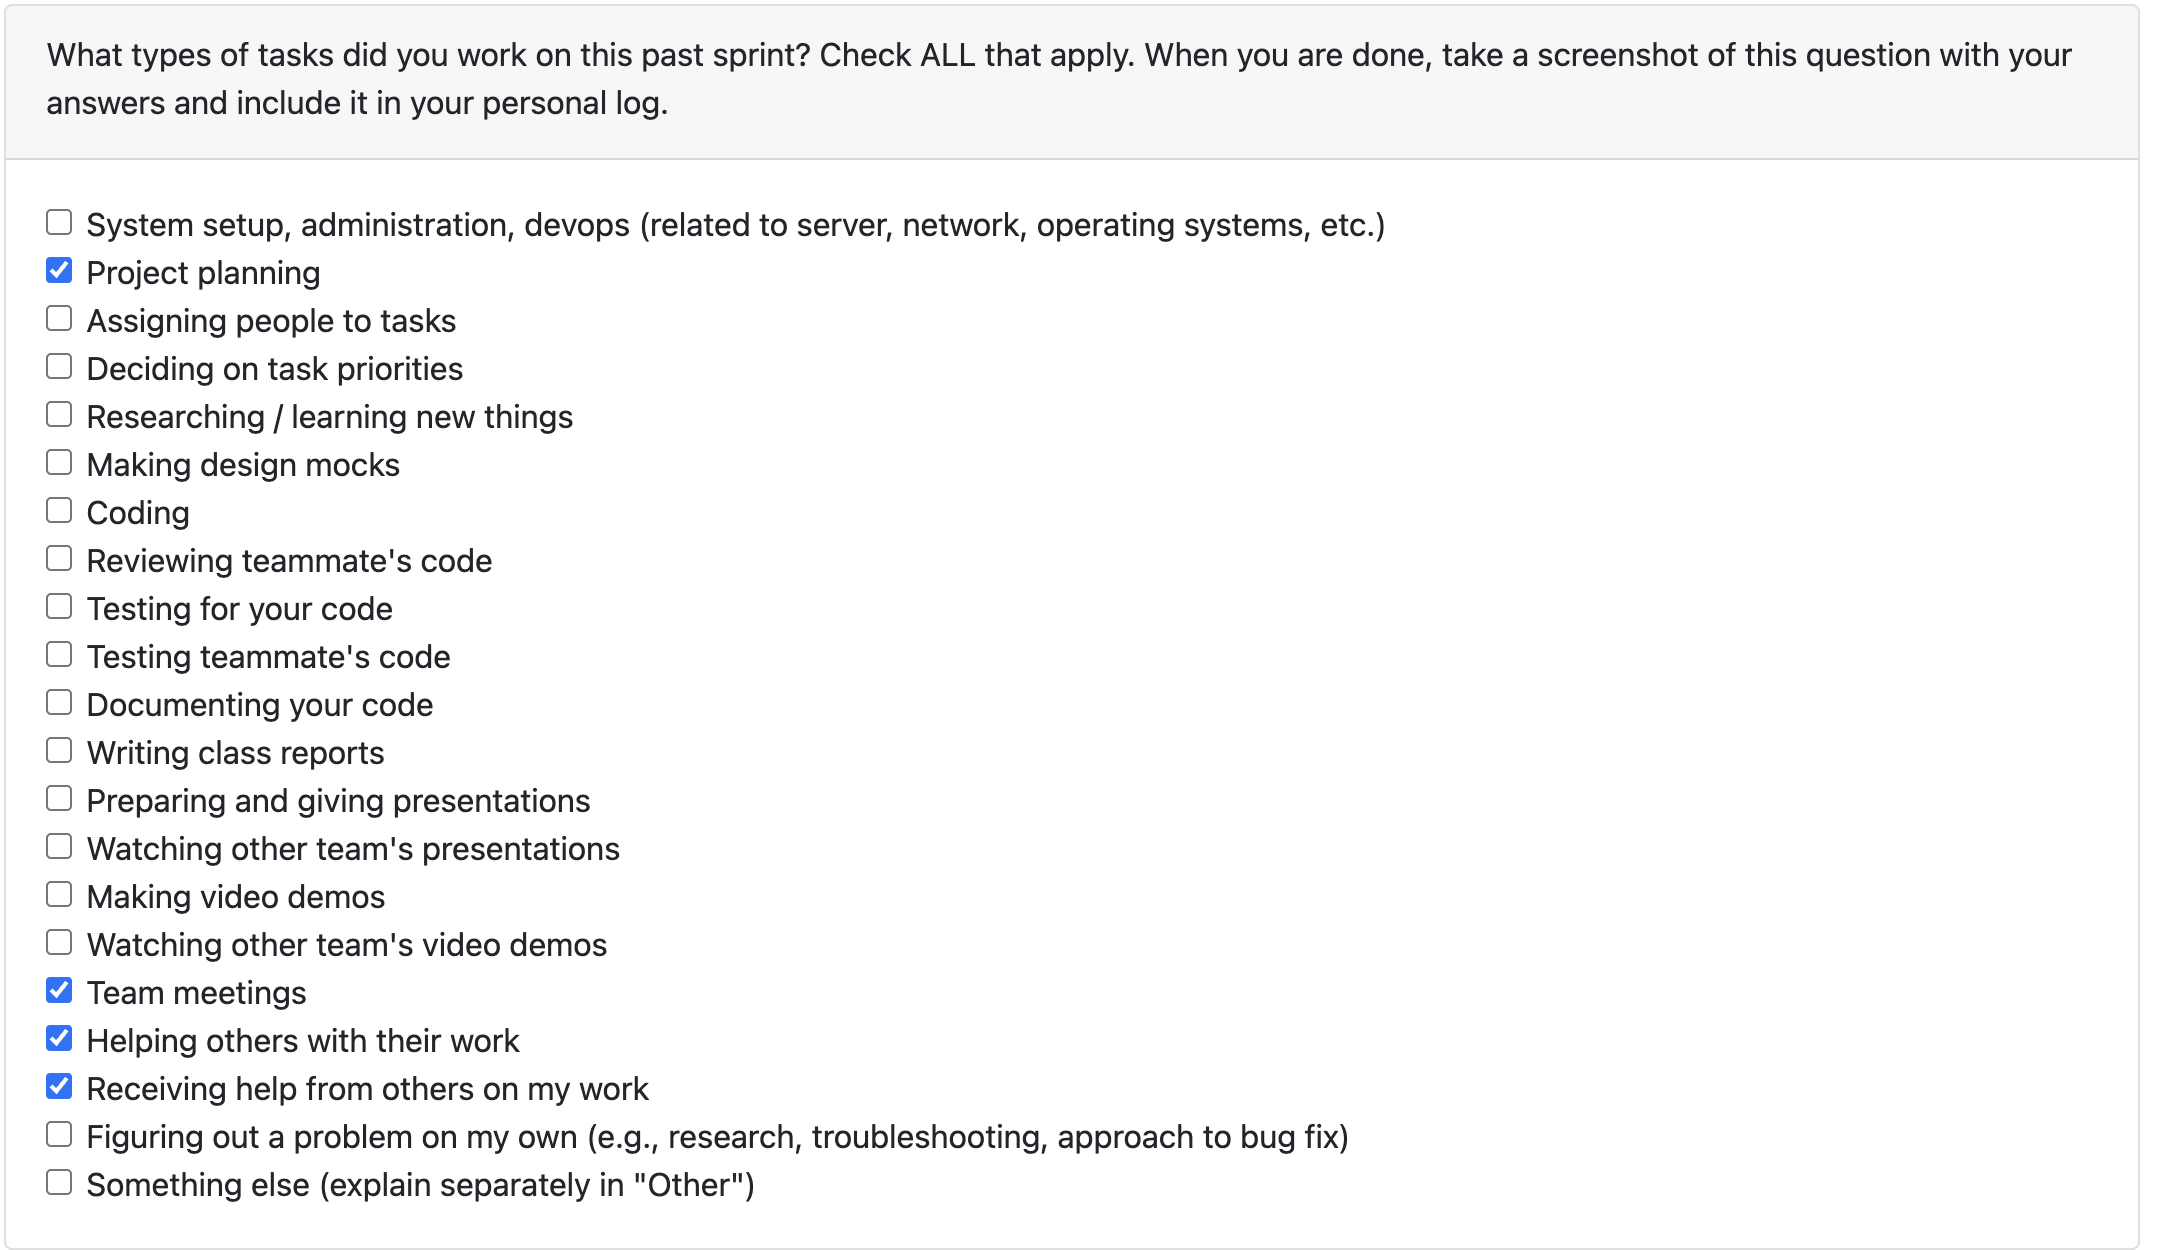 What types of tasks did you work on this past sprint? Check ALL that apply. When you are done, take a screenshot of this question with your
answers and include it in your personal log.
System setup, administration, devops (related to server, network, operating systems, etc.)
Project planning
Assigning people to tasks
Deciding on task priorities
Researching / learning new things
Making design mocks
Coding
Reviewing teammate's code
Testing for your code
Testing teammate's code
Documenting your code
Writing class reports
Preparing and giving presentations
Watching other team's presentations
Making video demos
Watching other team's video demos
Team meetings
Helping others with their work
Receiving help from others on my work
Figuring out a problem on my own (e.g., research, troubleshooting, approach to bug fix)
Something else (explain separately in "Other")